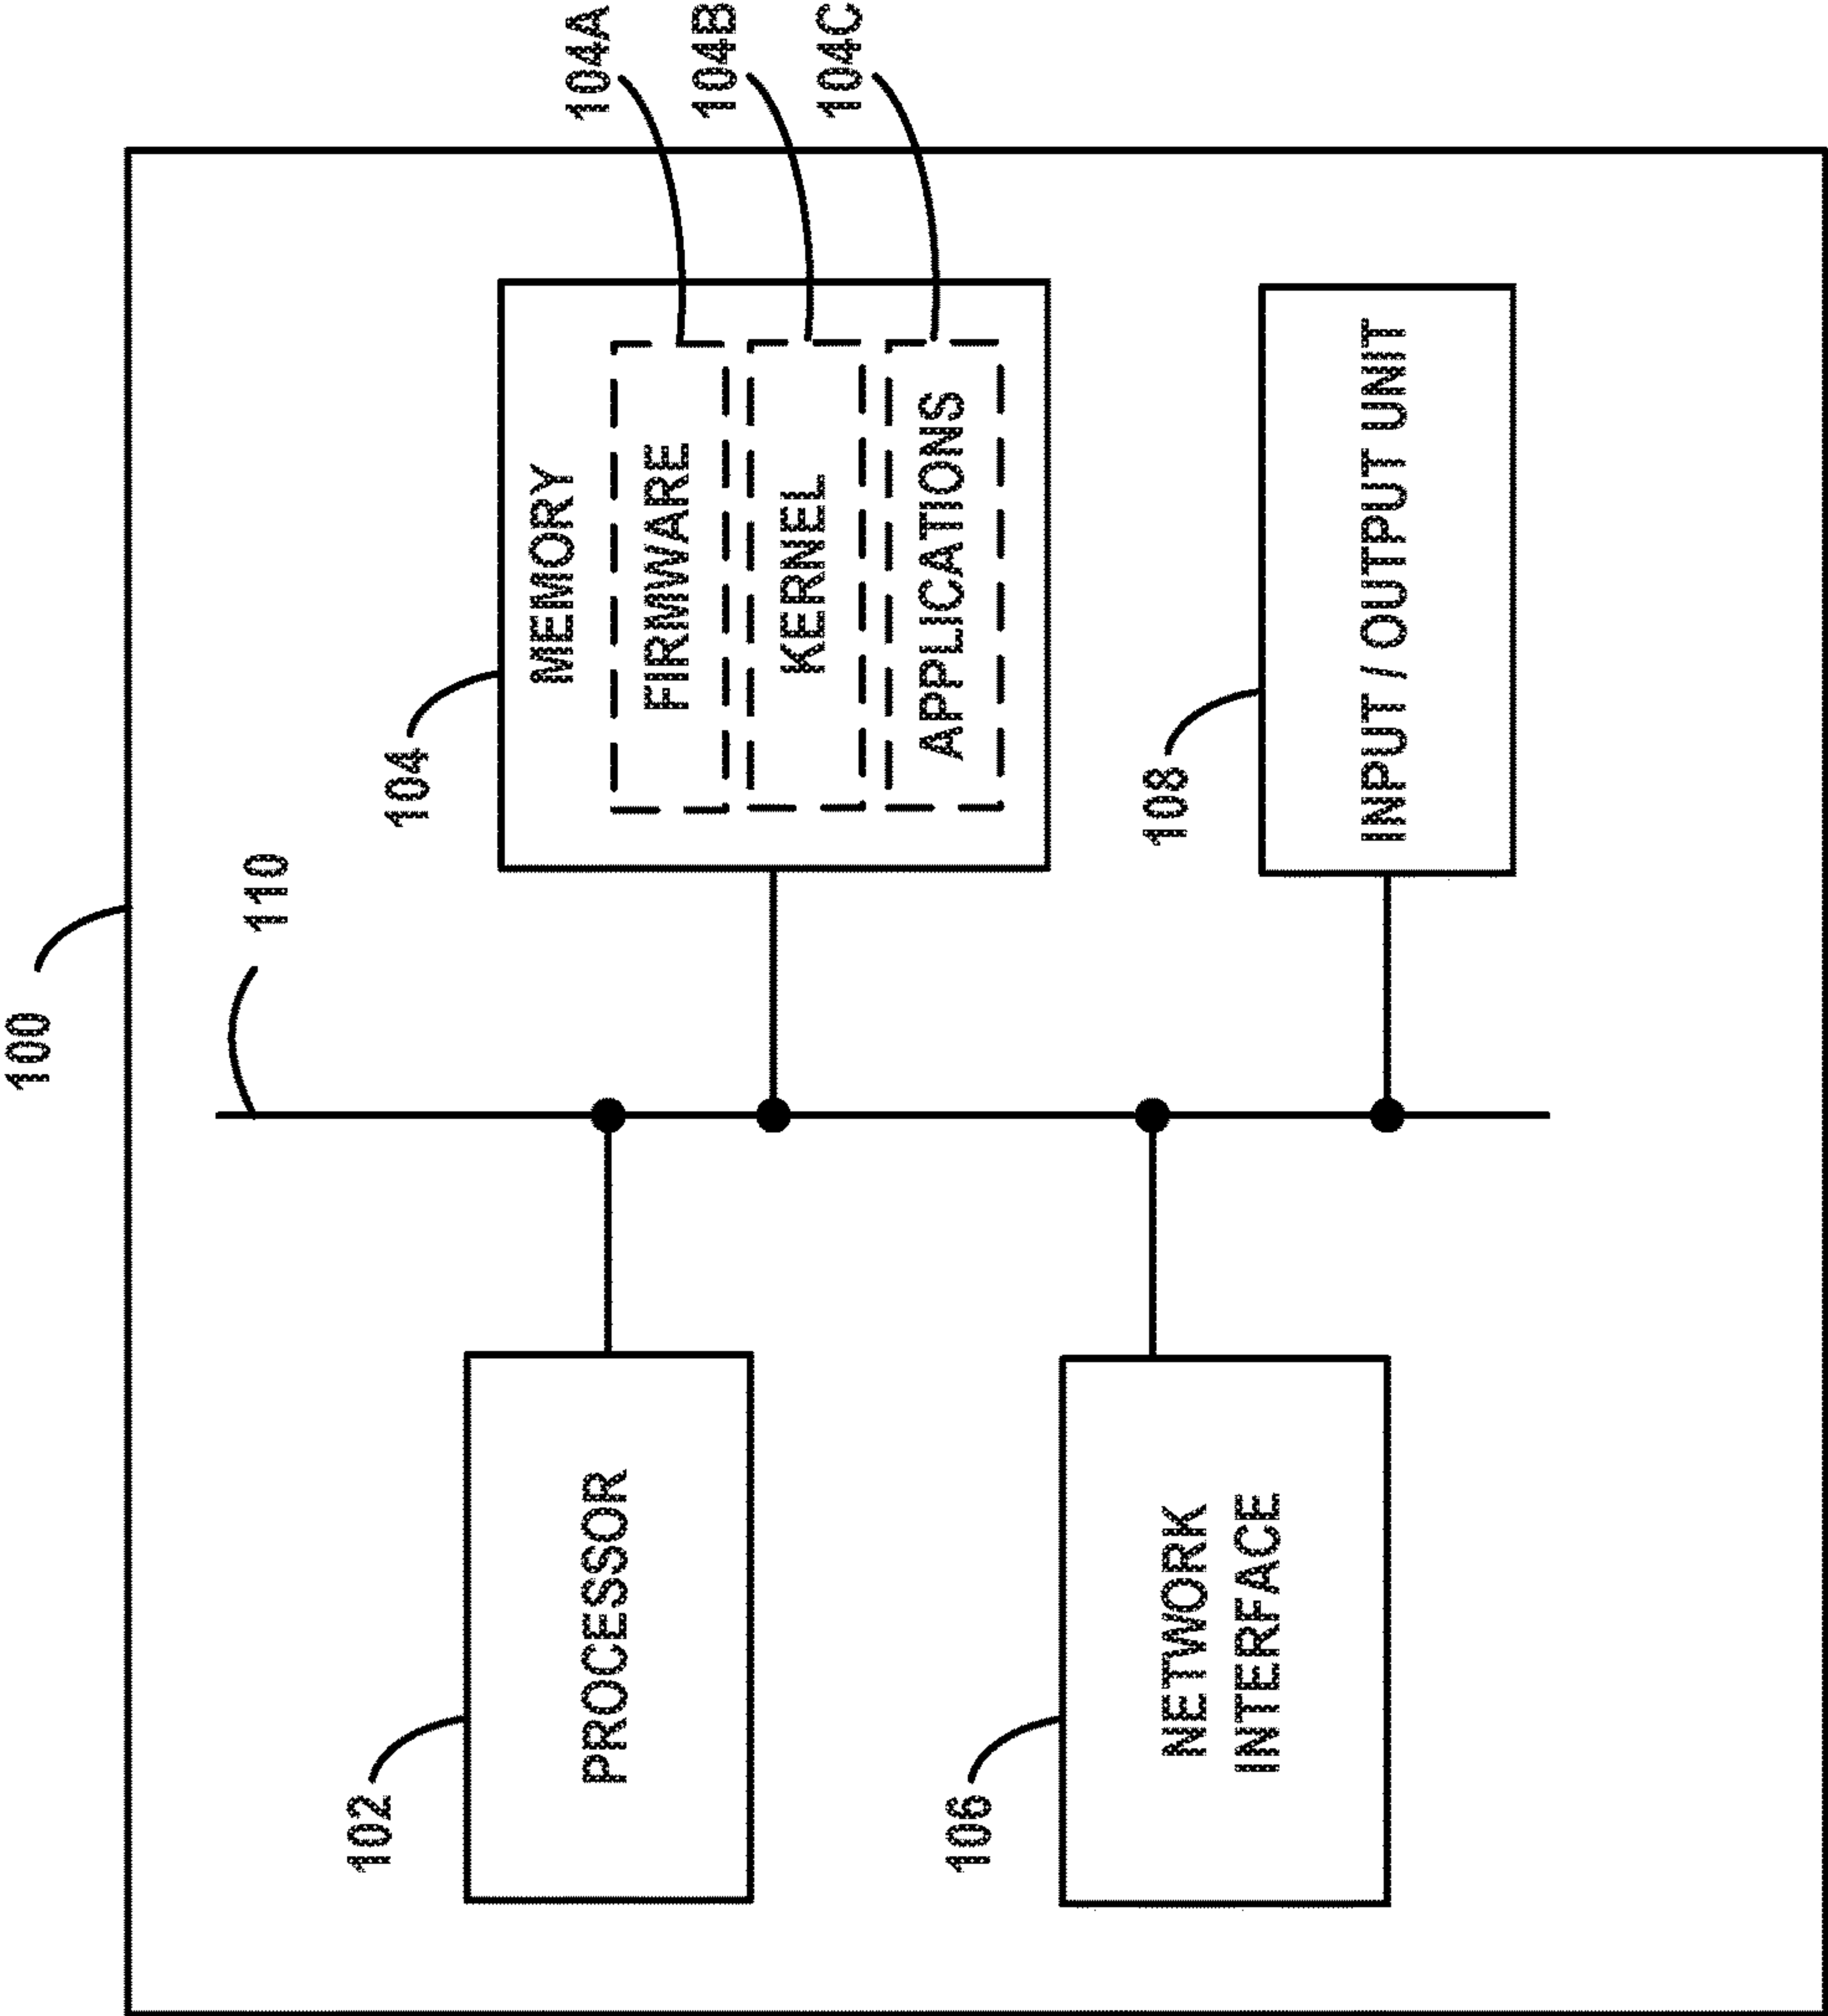 100
110
102
PROCESSOR
104
MEMORY
FIRMWARE
KERNEL
APPLICATIONS
104A
104B
104C
106
NETWORK
INTERFACE
108
INPUT / OUTPUT UNIT